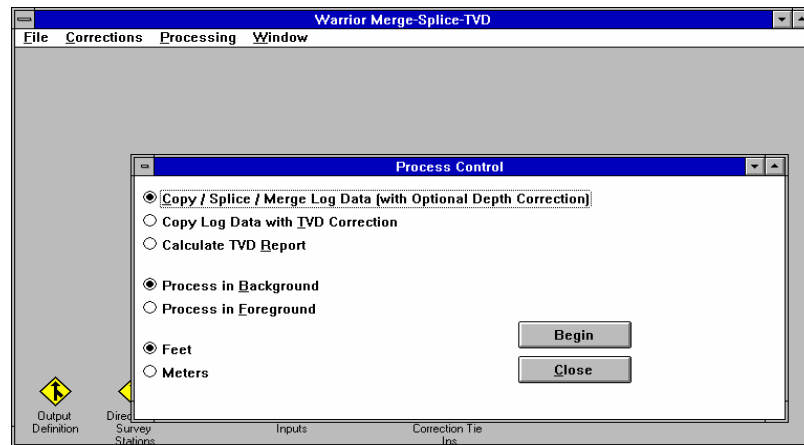 Warrior Merge-Splice-TVD
File Corrections Processing Window
Process Control
Copy / Splice / Merge Log Data (with Optional Depth Correction)
Copy Log Data with TVD Correction
Calculate TVD Report
Process in Background
Process in Foreground
Feet
Meters
Begin
Close
Output Definition
Survey Stations
Inputs
Correction Tie Ins